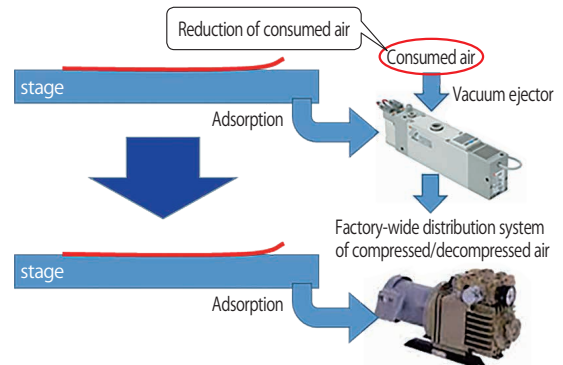 Reduction of consumed air
Consumed air
stage
Vacuum ejector
Adsorption
Factory-wide distribution system
of compressed/decompressed air
stage
Adsorption